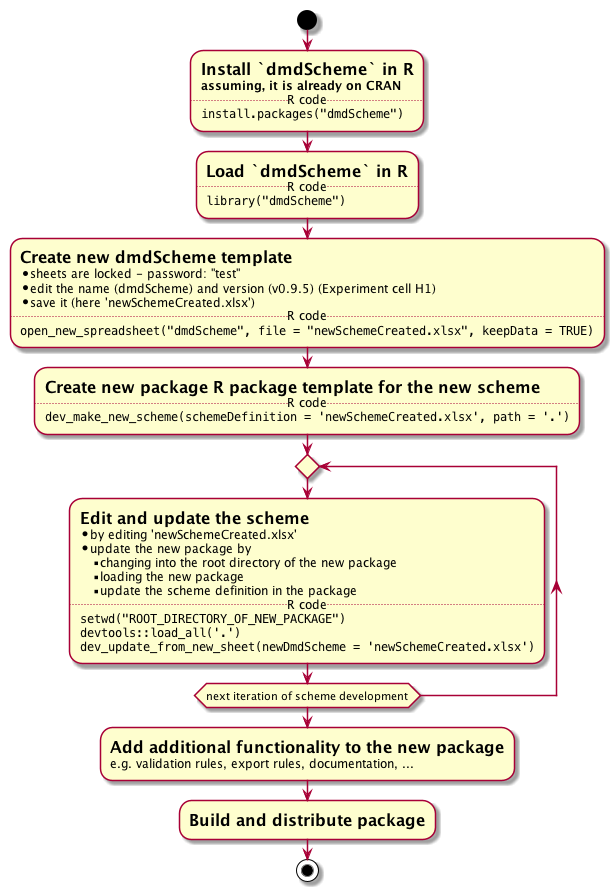 Install `dmdScheme` in R
assuming, it is already on CRAN
R code
install.packages("dmdScheme")
Load `dmdScheme` in R
R code
library("dmdScheme")
Create new dmdScheme template
•sheets are locked - password: "test"
•edit the name (dmdScheme) and version (v0.9.5) (Experiment cell H1)
•save it (here 'newSchemeCreated.xlsx')
R code
open_new_spreadsheet("dmdScheme", file = "newSchemeCreated.xlsx", keepData = TRUE)
Create new package R package template for the new scheme
R code
dev_make_new_scheme(schemeDefinition = 'newSchemeCreated.xlsx', path = '.')
Edit and update the scheme
•by editing 'newSchemeCreated.xlsx'
•update the new package by
▪changing into the root directory of the new package
▪loading the new package
▪update the scheme definition in the package
R code
setwd("ROOT_DIRECTORY_OF_NEW_PACKAGE")
devtools::load_all('.')
dev_update_from_new_sheet(newDmdScheme = 'newSchemeCreated.xlsx')
next iteration of scheme development
Add additional functionality to the new package
e.g. validation rules, export rules, documentation, ...
Build and distribute package